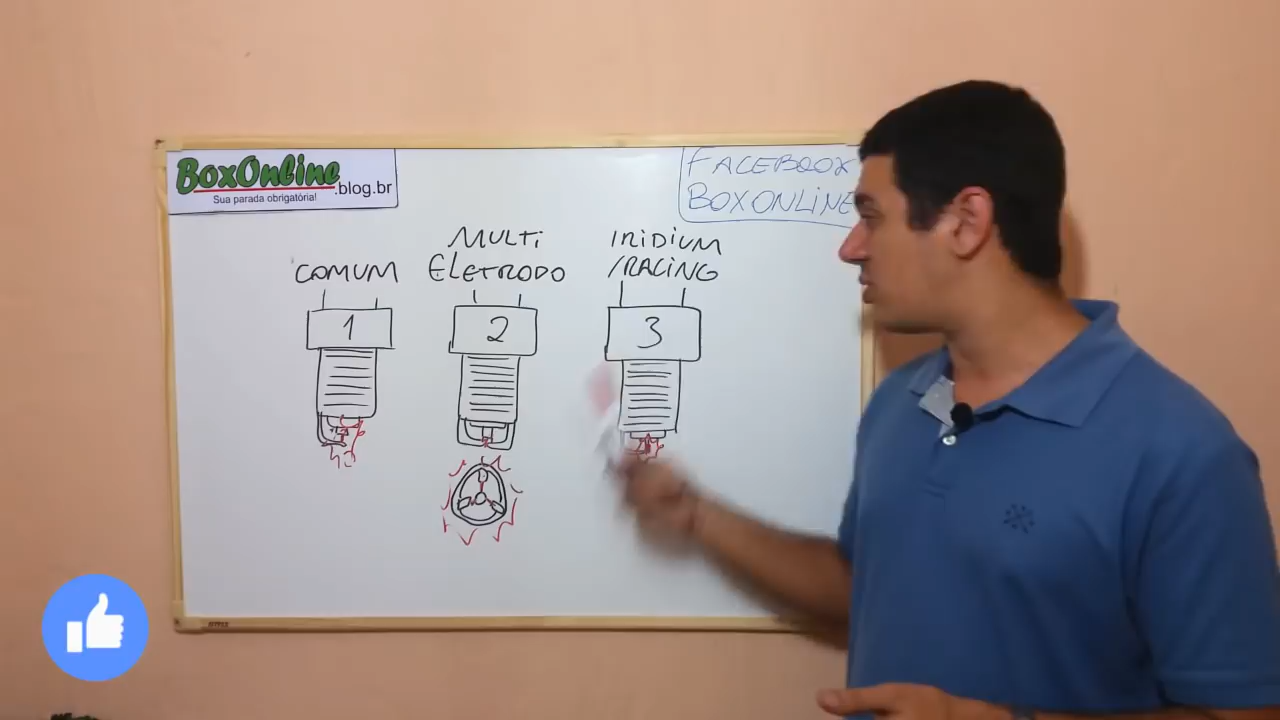 BoxOnline.blog.br
Sua parada obrigatória!
FACEBOOK
BOXONLINE
COMUM
MULTI
ELETRODO
IRIDIUM
/RACING
1
2
3